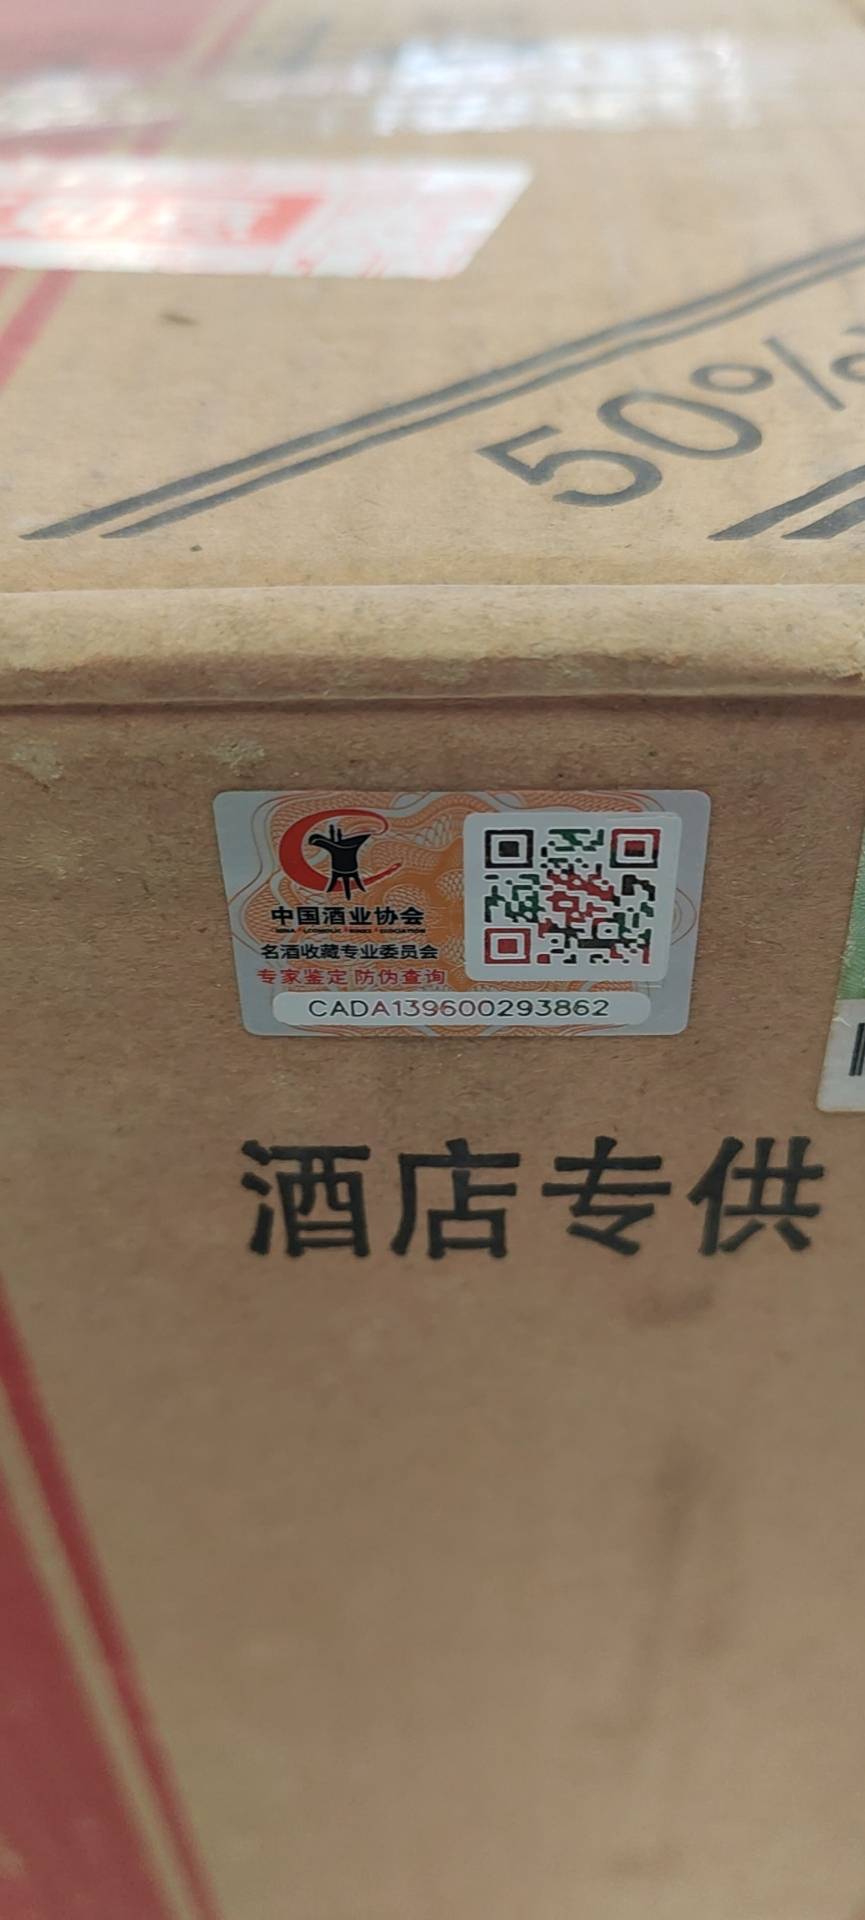 50%
中国酒业协会
名酒收藏专业委员会
专家鉴定 防伪查询
CADA139600293862
酒店专供